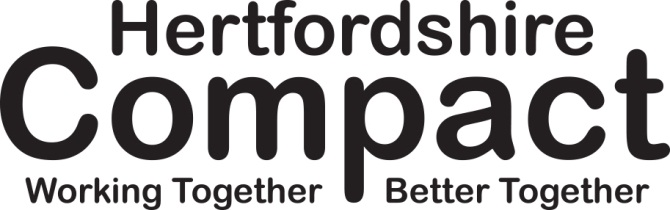 Hertfordshire
Compact
Working Together Better Together